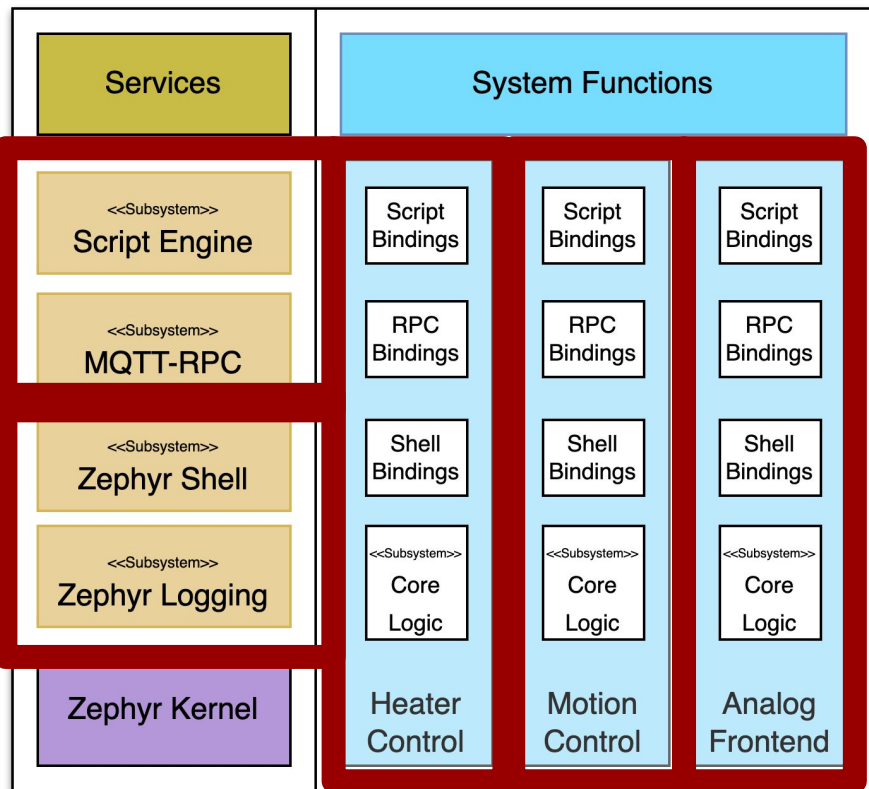 Services
System Functions
<<Subsystem>>
Script Engine
<<Subsystem>>
MQTT-RPC
<<Subsystem>>
Zephyr Shell
<<Subsystem>>
Zephyr Logging
Zephyr Kernel
Script
Bindings
RPC
Bindings
Shell
Bindings
<<Subsystem>>
Core
Logic
Heater
Control
Script
Bindings
RPC
Bindings
Shell
Bindings
<<Subsystem>>
Core
Logic
Motion
Control
Script
Bindings
RPC
Bindings
Shell
Bindings
<<Subsystem>>
Core
Logic
Analog
Frontend